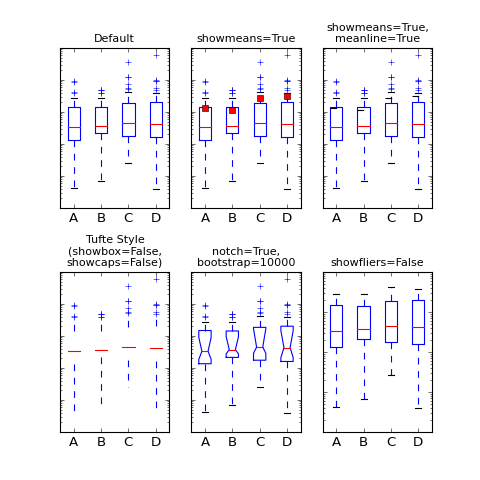 Default
showmeans=True
showmeans=True,
meanline=True
A B C D
A B C D
A B C D
Tufte Style
(showbox=False,
showcaps=False)
notch=True,
bootstrap=10000
showfliers=False
A B C D
A B C D
A B C D